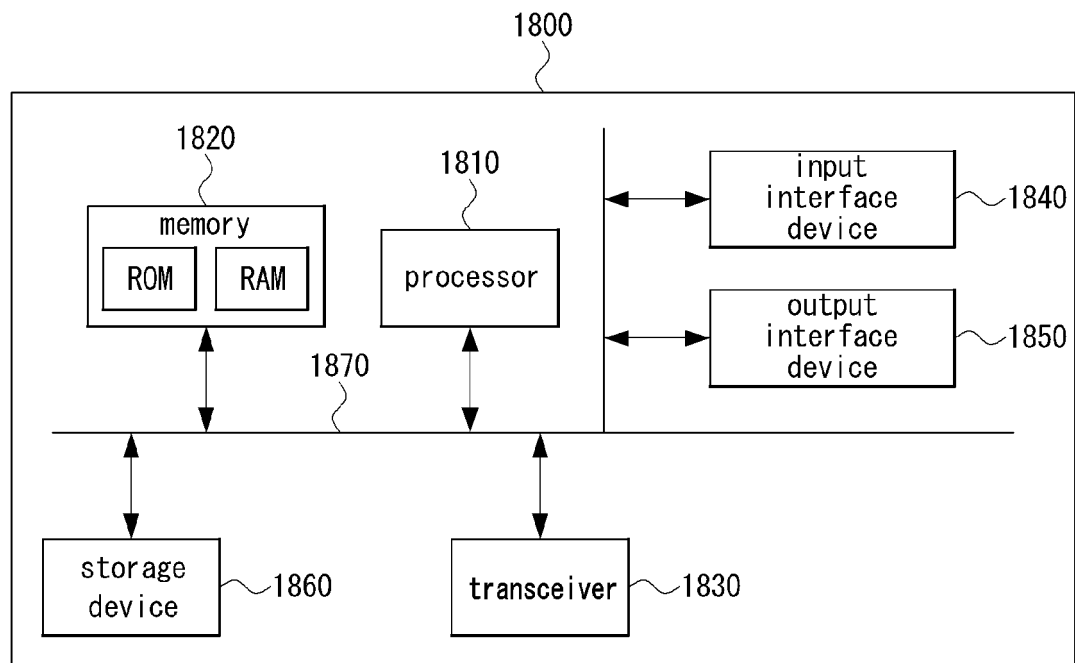 1800
1820
memory
ROM
RAM
1810
processor
input
interface
device
1840
output
interface
device
1850
1870
storage
device
1860
transceiver
1830